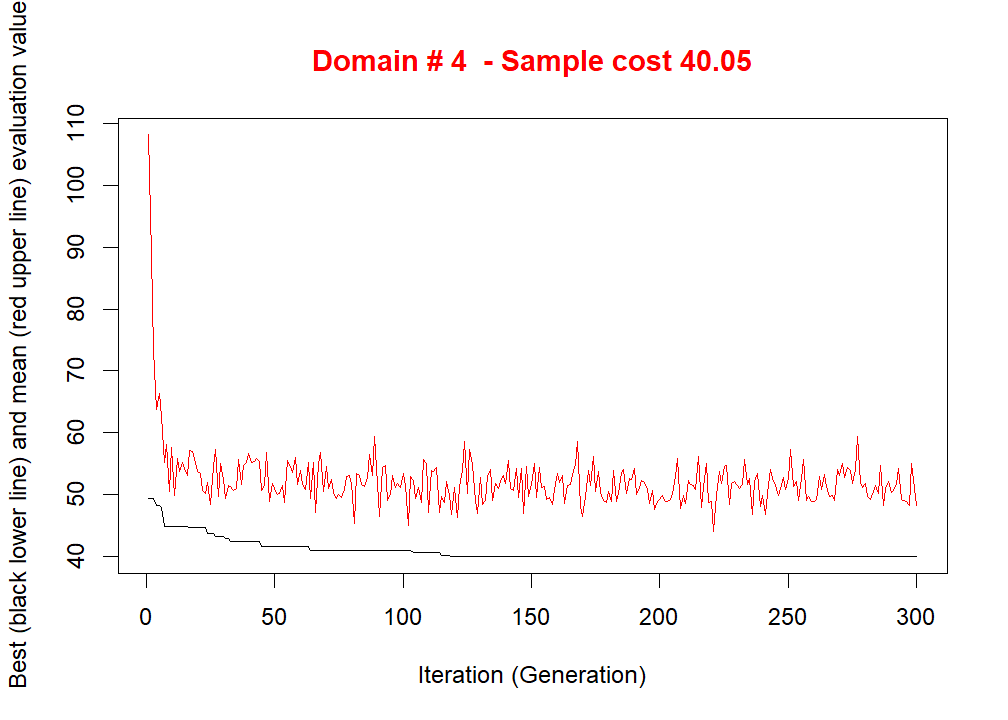 Domain # 4  - Sample cost 40.05
Best (black lower line) and mean (red upper line) evaluation value
110
100
90
80
70
60
50
40
0 50 100 150 200 250 300
Iteration (Generation)